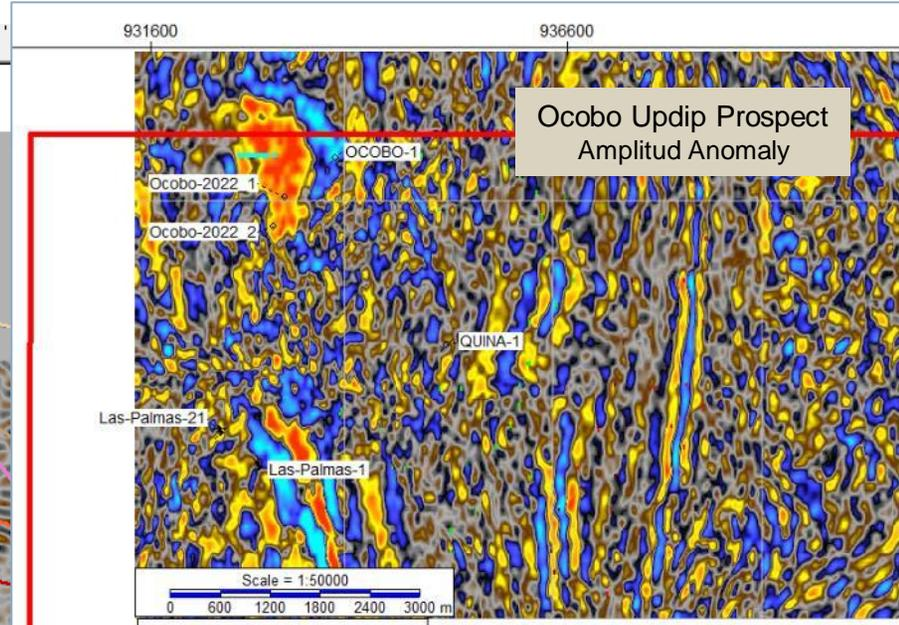 931600
936600
Ocobo Updip Prospect
Amplitud Anomaly
OCOBO-1
Ocobo-2022_1
Ocobo-2022_2
QUINA-1
Las-Palmas-21
Las-Palmas-1
Scale = 1:50000
0 600 1200 1800 2400 3000 m